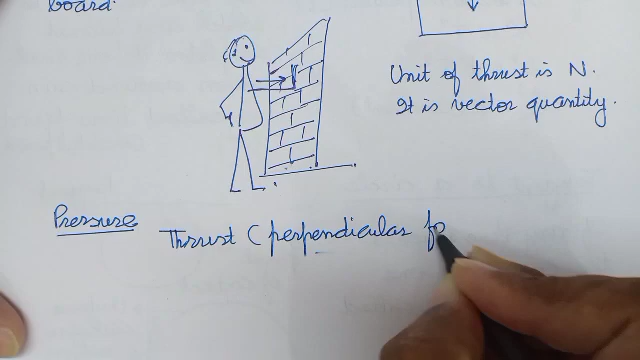 board.
Unit of thrust is N.
It is vector quantity.
Pressure Thrust ( perpendicular fo